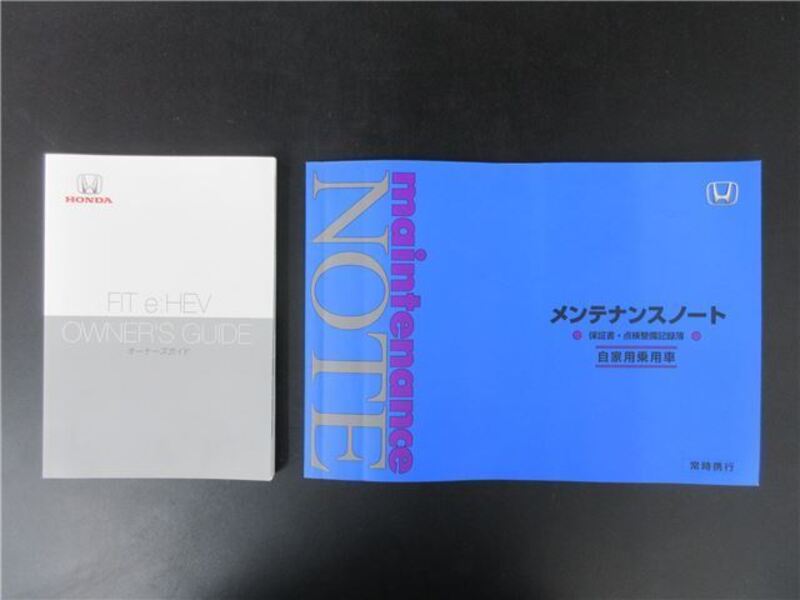 HONDA
FIT e:HEV
OWNER'S GUIDE
オーナーズガイド
maintenance
NOTE
メンテナンスノート
保証書・点検整備記録簿
自家用乗用車
常時携行